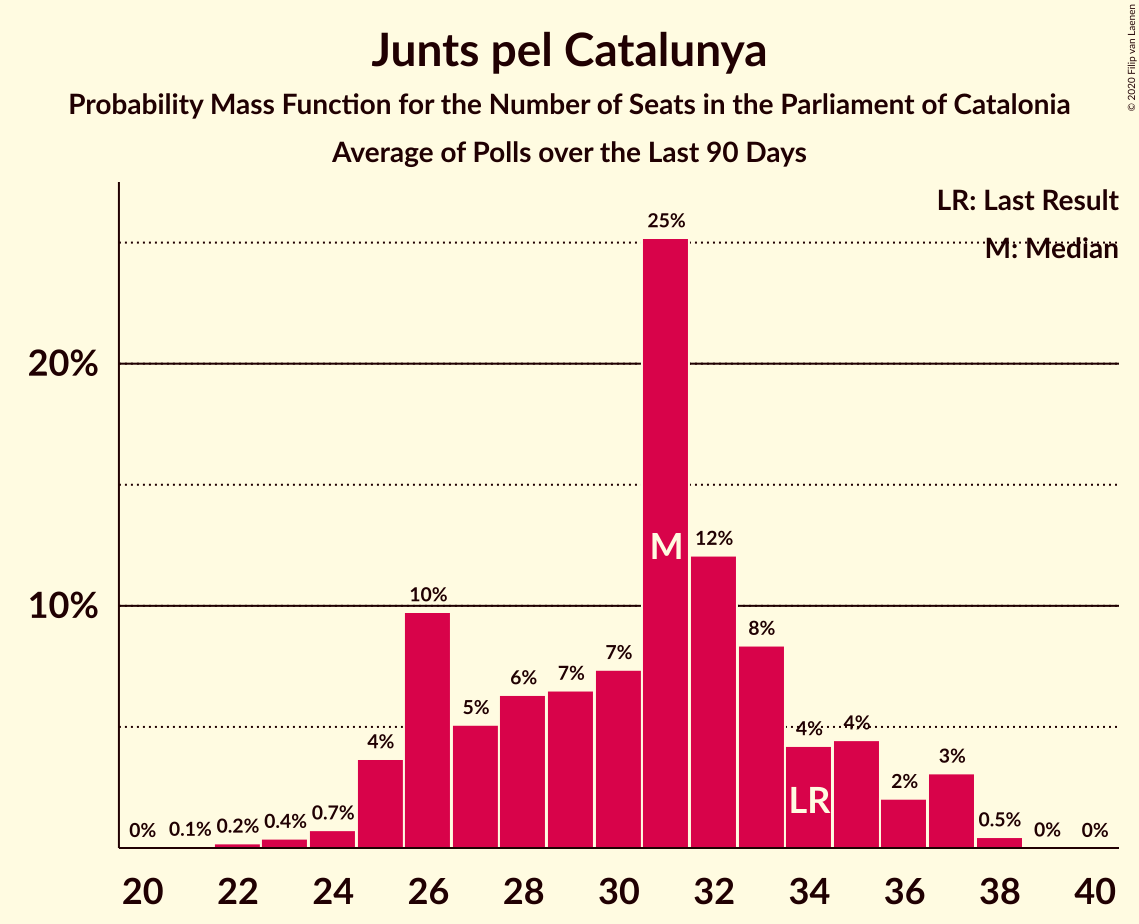 Junts pel Catalunya
Probability Mass Function for the Number of Seats in the Parliament of Catalonia
Average of Polls over the Last 90 Days
© 2020 Filip van Laenen
LR: Last Result
M: Median
20%
10%
0%
0.1%
0.2%
0.4%
0.7%
4%
10%
5%
6%
7%
7%
25%
12%
8%
4%
4%
2%
3%
0.5%
0%
0%
M
LR
20 22 24 26 28 30 32 34 36 38 40